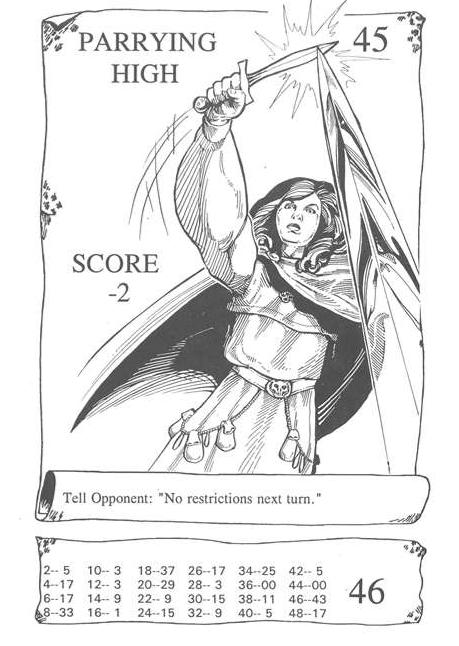 PARRYING
HIGH
45
SCORE
-2
Tell Opponent: "No restrictions next turn."
2-- 5 10-- 3 18--37 26--17 34--25 42-- 5
4--17 12-- 3 20--29 28-- 3 36--00 44--00
6--17 14-- 9 22-- 9 30--15 38--11 46--43
8--33 16-- 1 24--15 32-- 9 40-- 5 48--17
46